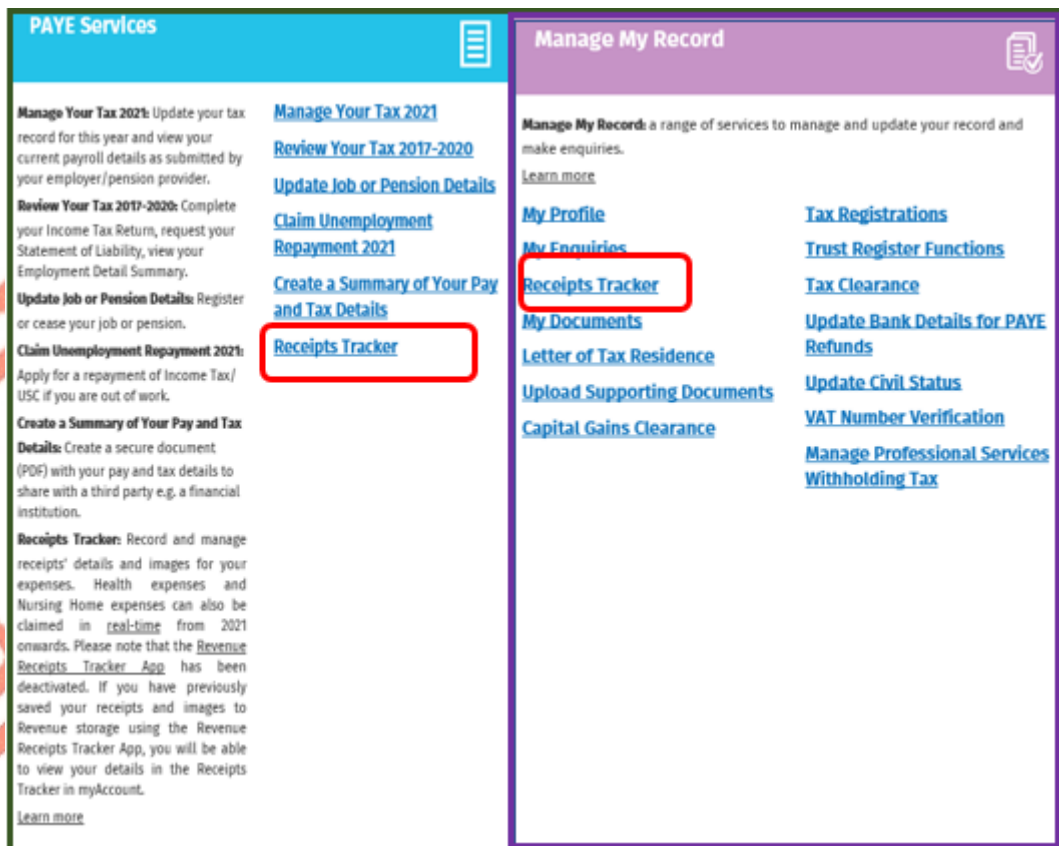 PAYE Services
Manage Your Tax 2021: Update your tax
record for this year and view your
current payroll details as submitted by
your employer/pension provider.
Review Your Tax 2017-2020: Complete
your Income Tax Return, request your
Statement of Liability, view your
Employment Detail Summary.
Update Job or Pension Details: Register
or cease your job or pension.
Claim Unemployment Repayment 2021:
Apply for a repayment of Income Tax/
USC if you are out of work.
Create a Summary of Your Pay and Tax
Details: Create a secure document
(PDF) with your pay and tax details to
share with a third party e.g. a financial
institution.
Receipts Tracker: Record and manage
receipts' details and images for your
expenses. Health expenses and
Nursing Home expenses can also be
claimed in real-time from 2021
onwards. Please note that the Revenue
Receipts Tracker App has been
deactivated. If you have previously
saved your receipts and images to
Revenue storage using the Revenue
Receipts Tracker App, you will be able
to view your details in the Receipts
Tracker in myAccount.
Learn more
Manage Your Tax 2021
Review Your Tax 2017-2020
Update Job or Pension Details
Claim Unemployment
Repayment 2021
Create a Summary of Your Pay
and Tax Details
Receipts Tracker
Manage My Record
Manage My Record: a range of services to manage and update your record and
make enquiries.
Learn more
My Profile
My Enquiries
Receipts Tracker
My Documents
Letter of Tax Residence
Upload Supporting Documents
Capital Gains Clearance
Tax Registrations
Trust Register Functions
Tax Clearance
Update Bank Details for PAYE
Refunds
Update Civil Status
VAT Number Verification
Manage Professional Services
Withholding Tax